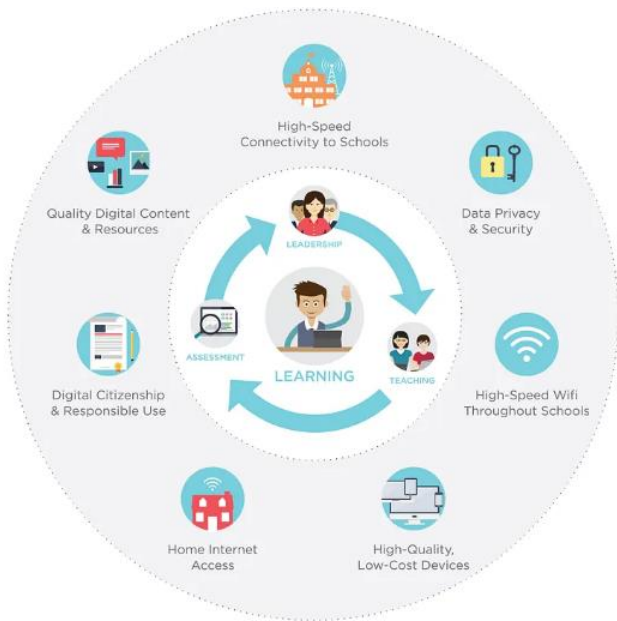 High-Speed
Connectivity to Schools
Quality Digital Content
& Resources
Data Privacy
& Security
LEADERSHIP
ASSESSMENT
TEACHING
LEARNING
Digital Citizenship
& Responsible Use
High-Speed Wifi
Throughout Schools
Home Internet
Access
High-Quality,
Low-Cost Devices